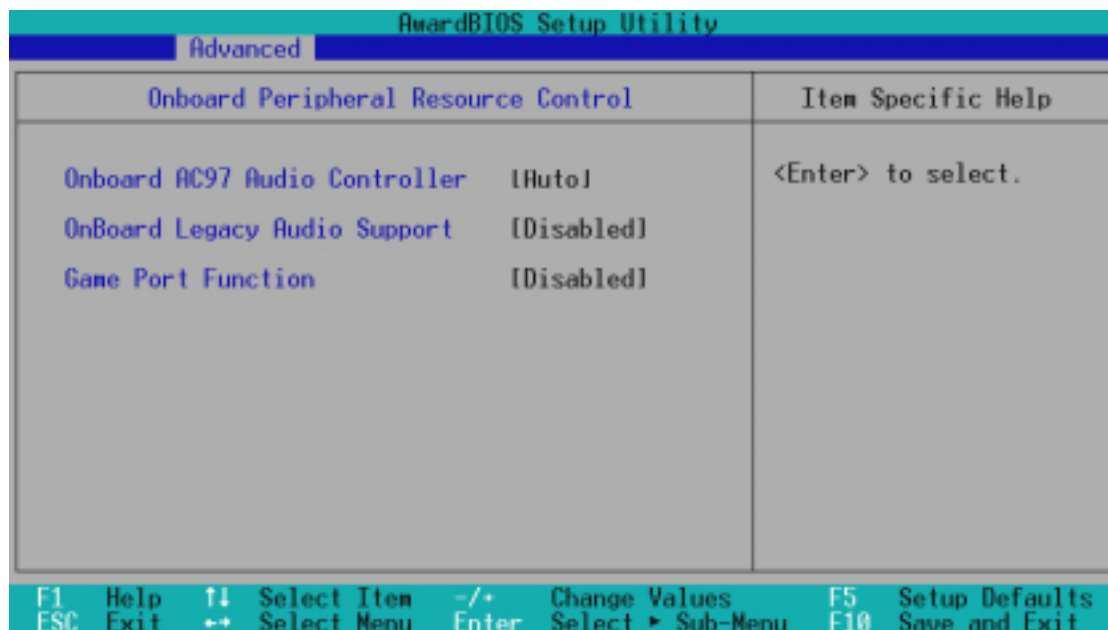 AwardBIOS Setup Utility
Advanced
Onboard Peripheral Resource Control
Item Specific Help
Onboard AC97 Audio Controller [Auto]
<Enter> to select.
OnBoard Legacy Audio Support [Disabled]
Game Port Function [Disabled]
F1 Help ↑↓ Select Item -/+ Change Values F5 Setup Defaults
ESC Exit ←→ Select Menu Enter Select ► Sub-Menu F10 Save and Exit